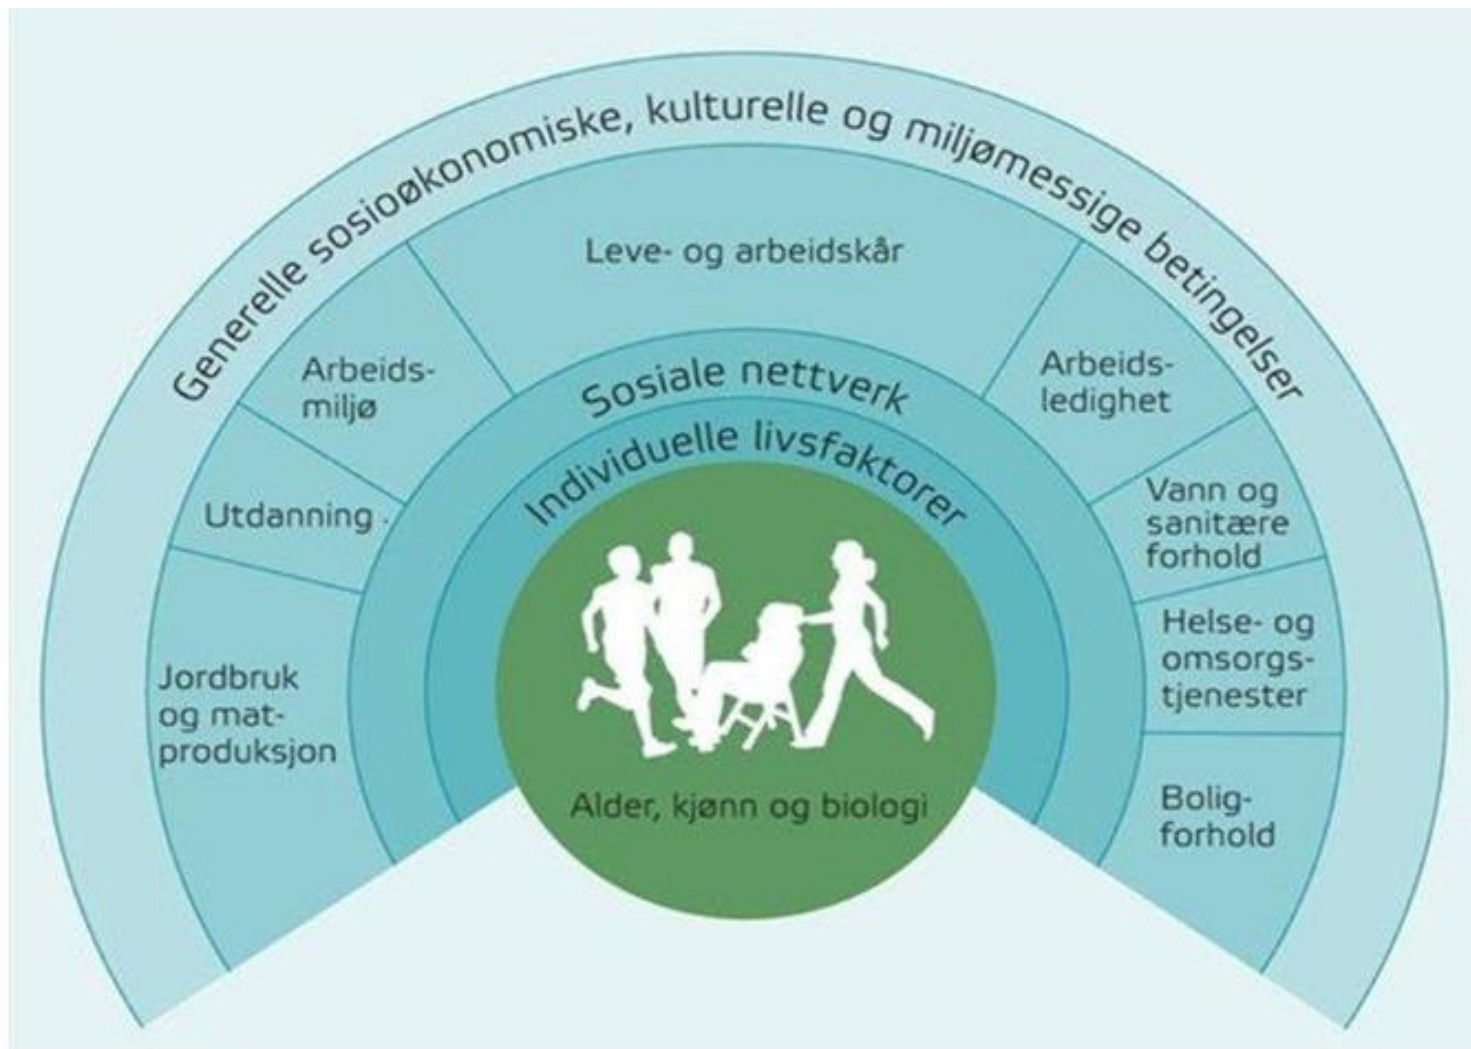 Generelle sosioøkonomiske, kulturelle og miljømessige betingelser
Leve- og arbeidskår
Arbeids-
miljø
Utdanning
Jordbruk
og mat-
produksjon
Arbeids-
ledighet
Vann og
sanitære
forhold
Helse- og
omsorgs-
tjenester
Bolig-
forhold
Sosiale nettverk
Individuelle livsfaktorer
Alder, kjønn og biologi